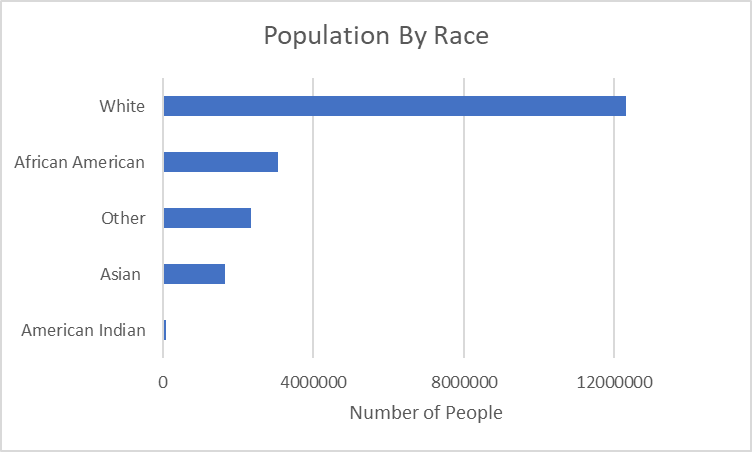 Population By Race
White
African American
Other
Asian
American Indian
0 4000000 8000000 12000000
Number of People